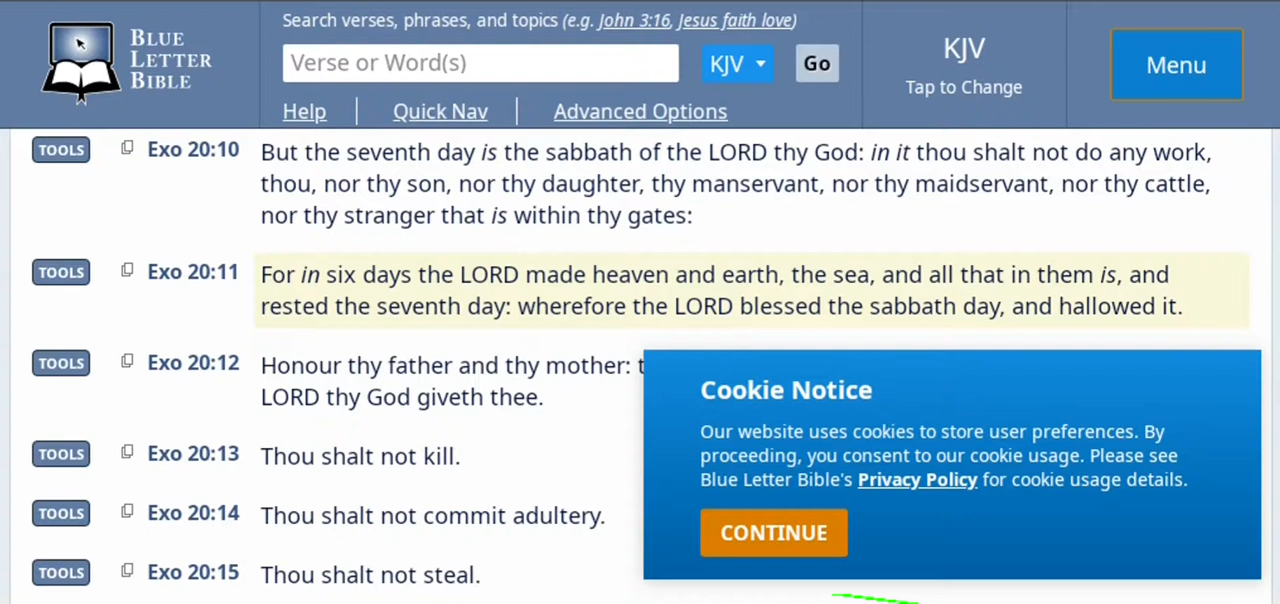 BLUE
LETTER
BIBLE
Search verses, phrases, and topics (e.g. John 3:16, Jesus faith love)
Verse or Word(s)
KJV
Go
Help
Quick Nav
Advanced Options
KJV
Tap to Change
Menu
TOOLS Exo 20:10 But the seventh day is the sabbath of the LORD thy God: in it thou shalt not do any work,
thou, nor thy son, nor thy daughter, thy manservant, nor thy maidservant, nor thy cattle,
nor thy stranger that is within thy gates:
TOOLS Exo 20:11 For in six days the LORD made heaven and earth, the sea, and all that in them is, and
rested the seventh day: wherefore the LORD blessed the sabbath day, and hallowed it.
TOOLS Exo 20:12 Honour thy father and thy mother:
LORD thy God giveth thee.
TOOLS Exo 20:13 Thou shalt not kill.
TOOLS Exo 20:14 Thou shalt not commit adultery.
TOOLS Exo 20:15 Thou shalt not steal.
Cookie Notice
Our website uses cookies to store user preferences. By
proceeding, you consent to our cookie usage. Please see
Blue Letter Bible's Privacy Policy for cookie usage details.
CONTINUE